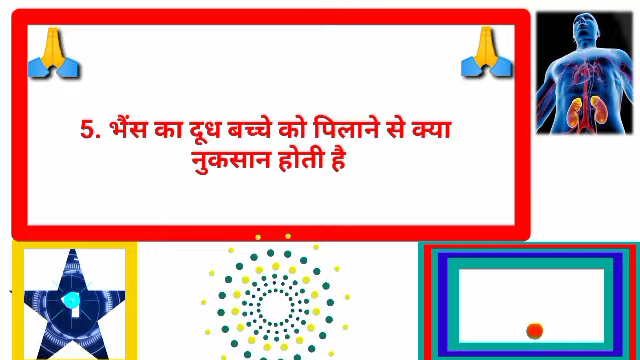 5. भैंस का दूध बच्चे को पिलाने से क्या
नुकसान होती है